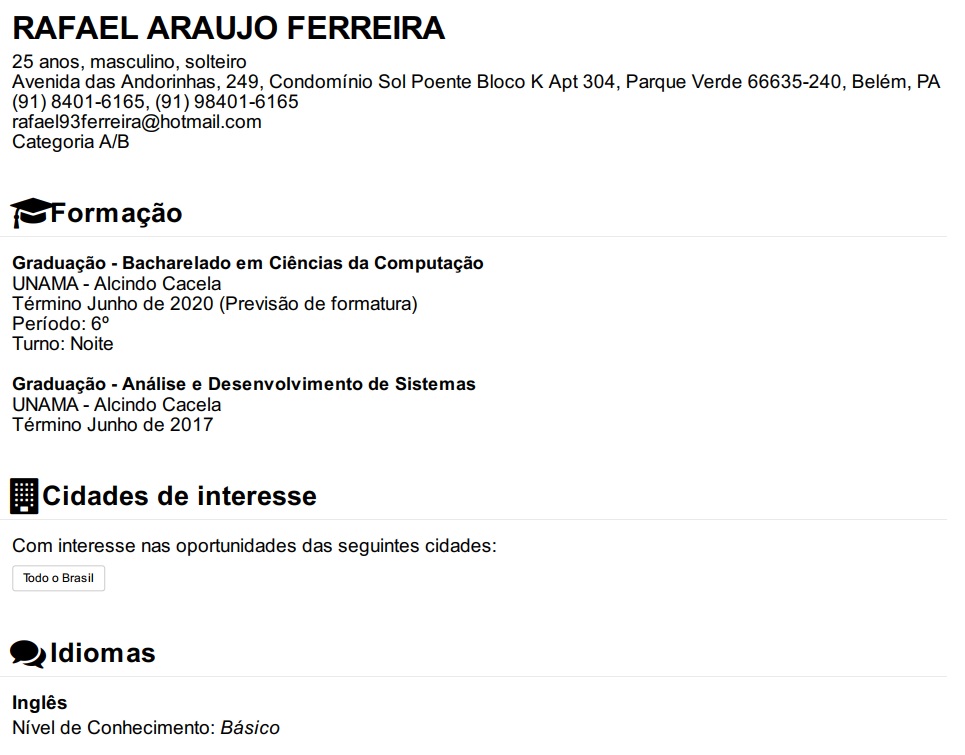 RAFAEL ARAUJO FERREIRA
25 anos, masculino, solteiro
Avenida das Andorinhas, 249, Condomínio Sol Poente Bloco K Apt 304, Parque Verde 66635-240, Belém, PA
(91) 8401-6165, (91) 98401-6165
rafael93ferreira@hotmail.com
Categoria A/B
Formação
Graduação - Bacharelado em Ciências da Computação
UNAMA - Alcindo Cacela
Término Junho de 2020 (Previsão de formatura)
Período: 6º
Turno: Noite
Graduação - Análise e Desenvolvimento de Sistemas
UNAMA - Alcindo Cacela
Término Junho de 2017
Cidades de interesse
Com interesse nas oportunidades das seguintes cidades:
Todo o Brasil
Idiomas
Inglês
Nível de Conhecimento: Básico